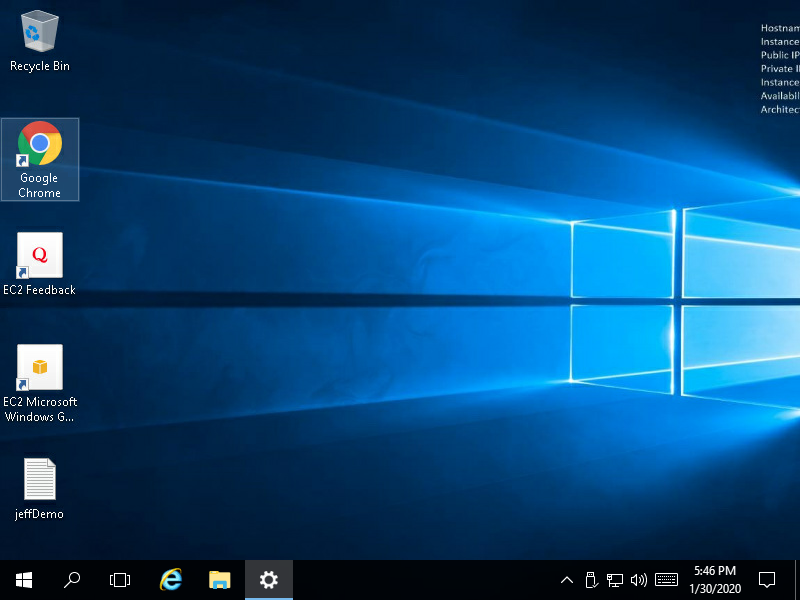 Recycle Bin
Google
Chrome
Q
EC2 Feedback
EC2 Microsoft
Windows G...
jeffDemo
Hostnam
Instance
Public IP
Private I
Instance
Availabil
Architec
5:46 PM
1/30/2020